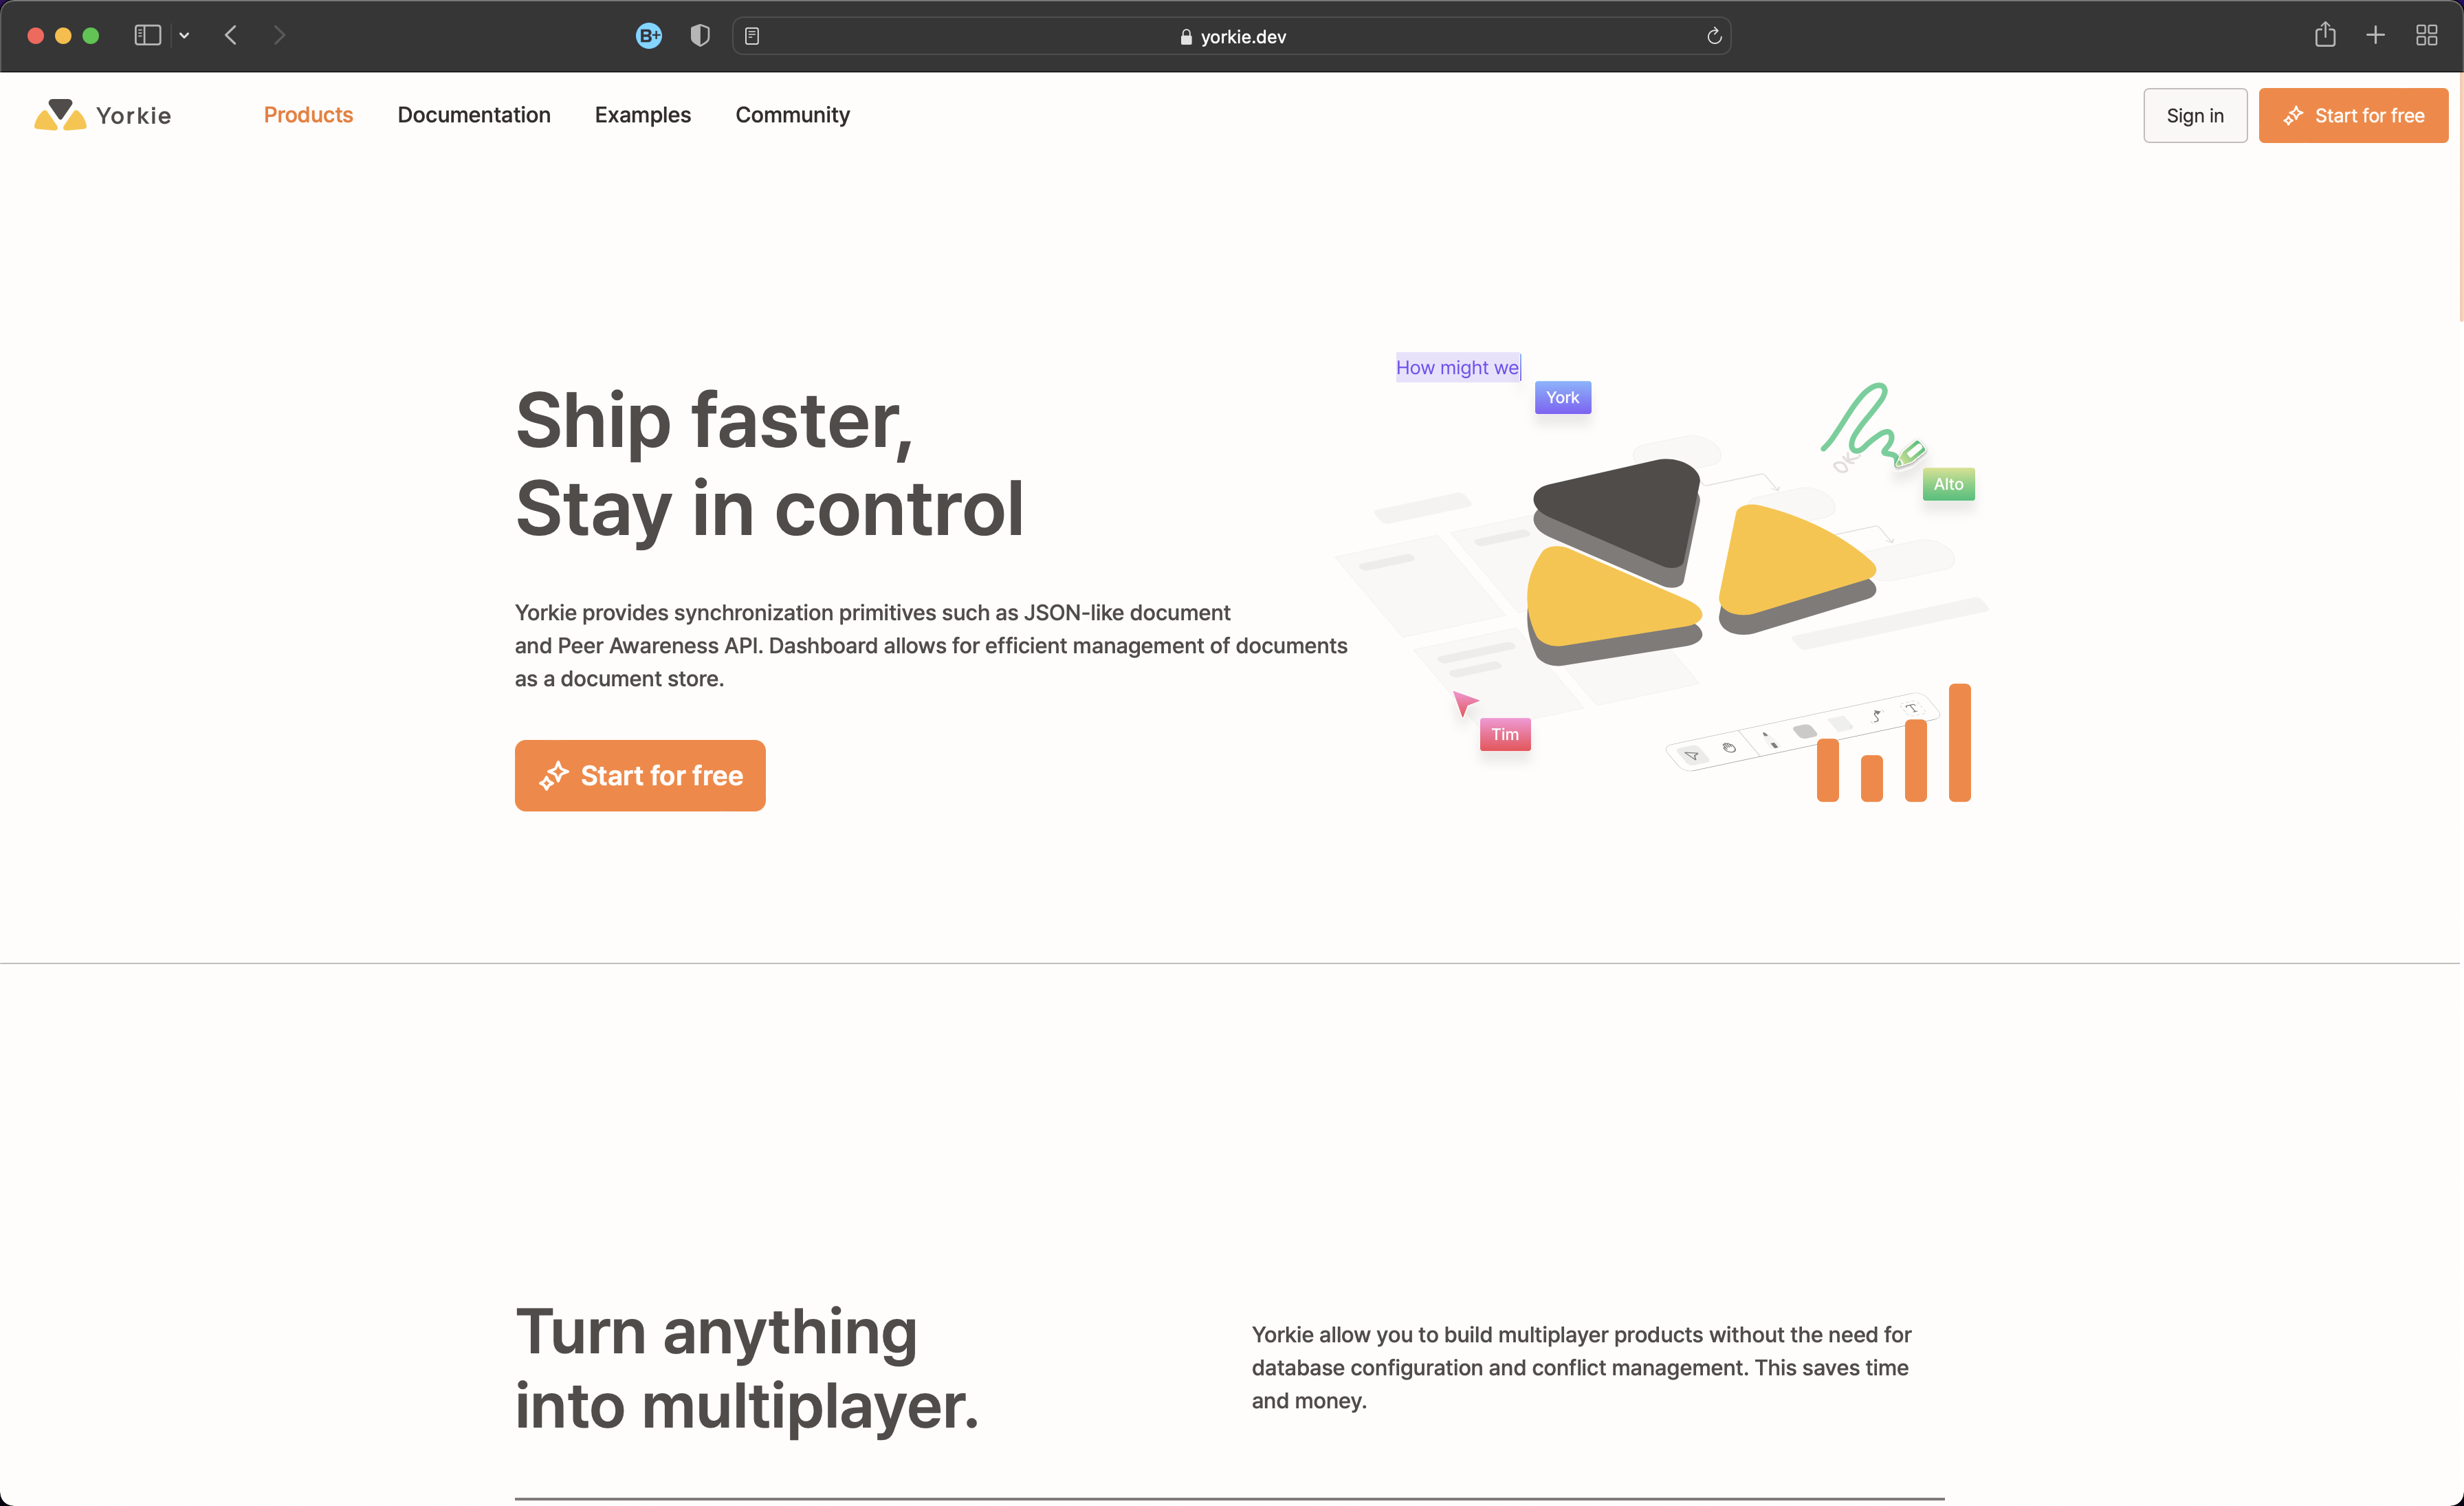 B+
yorkie.dev
Yorkie
Products
Documentation
Examples
Community
Sign in
Start for free
Ship faster,
Stay in control
Yorkie provides synchronization primitives such as JSON-like document
and Peer Awareness API. Dashboard allows for efficient management of documents
as a document store.
Start for free
How might we
York
OK
Alto
Tim
T
Turn anything
into multiplayer.
Yorkie allow you to build multiplayer products without the need for
database configuration and conflict management. This saves time
and money.